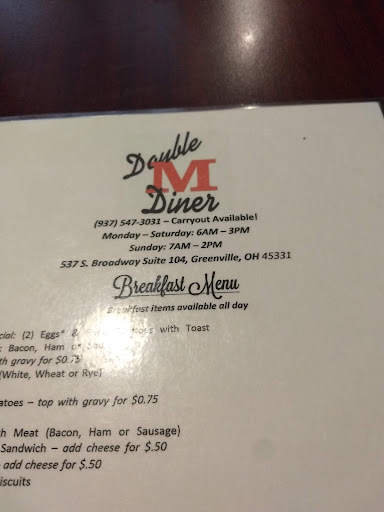 Double
M
Diner
(937) 547-3031 – Carryout Available!
Monday – Saturday: 6AM – 3PM
Sunday: 7AM – 2PM
537 S. Broadway Suite 104, Greenville, OH 45331
Breakfast Menu
Breakfast items available all day
cial: (2) Eggs* & with Toast
Bacon, Ham or
th gravy for $0.75
(White, Wheat or Rye)
atoes – top with gravy for $0.75
h Meat (Bacon, Ham or Sausage)
Sandwich – add cheese for $.50
- add cheese for $.50
iscuits